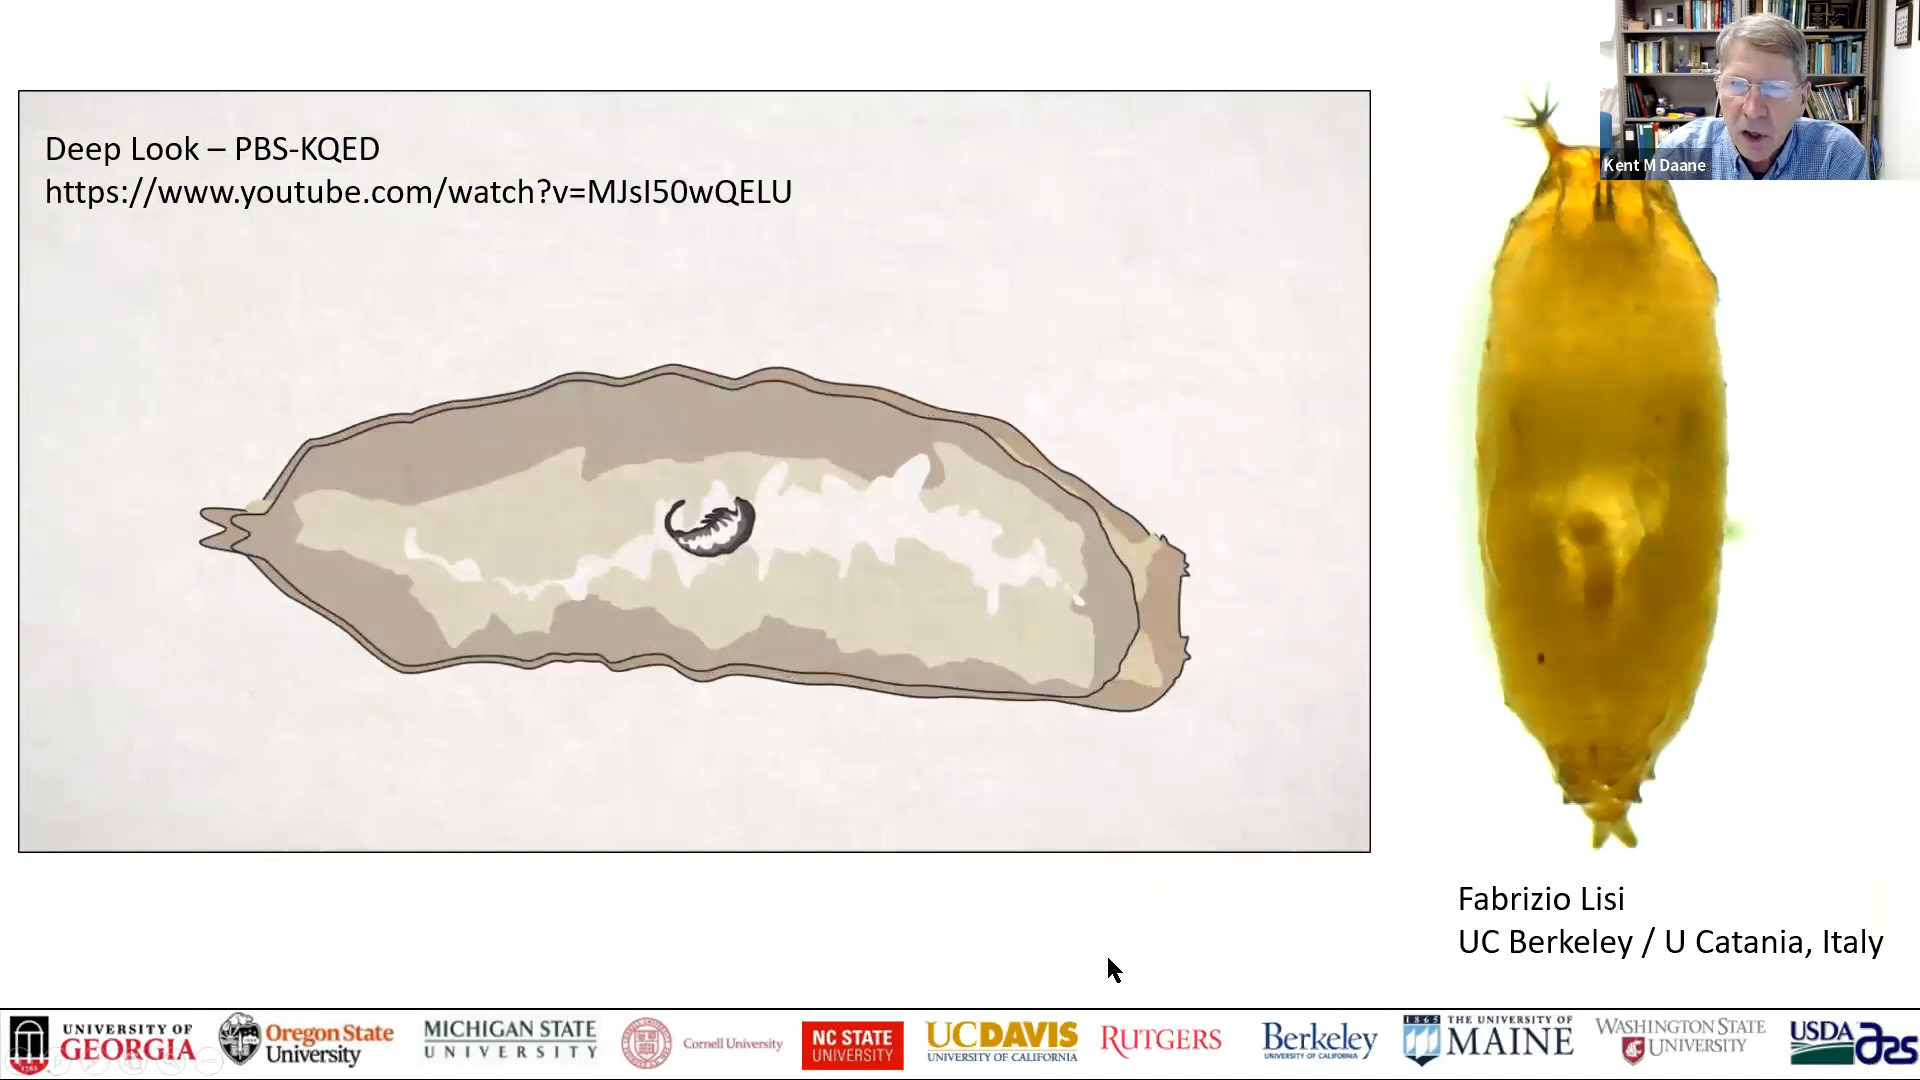 Deep Look – PBS-KQED
https://www.youtube.com/watch?v=MJsI50wQELU
Kent M Daane
Fabrizio Lisi
UC Berkeley / U Catania, Italy
UNIVERSITY OF
GEORGIA
1785
Oregon State
University
MICHIGAN STATE
UNIVERSITY
Cornell University
NC STATE
UNIVERSITY
UCDAVIS
UNIVERSITY OF CALIFORNIA
RUTGERS
Berkeley
UNIVERSITY OF CALIFORNIA
1865
THE UNIVERSITY OF
MAINE
WASHINGTON STATE
UNIVERSITY
USDA
ars